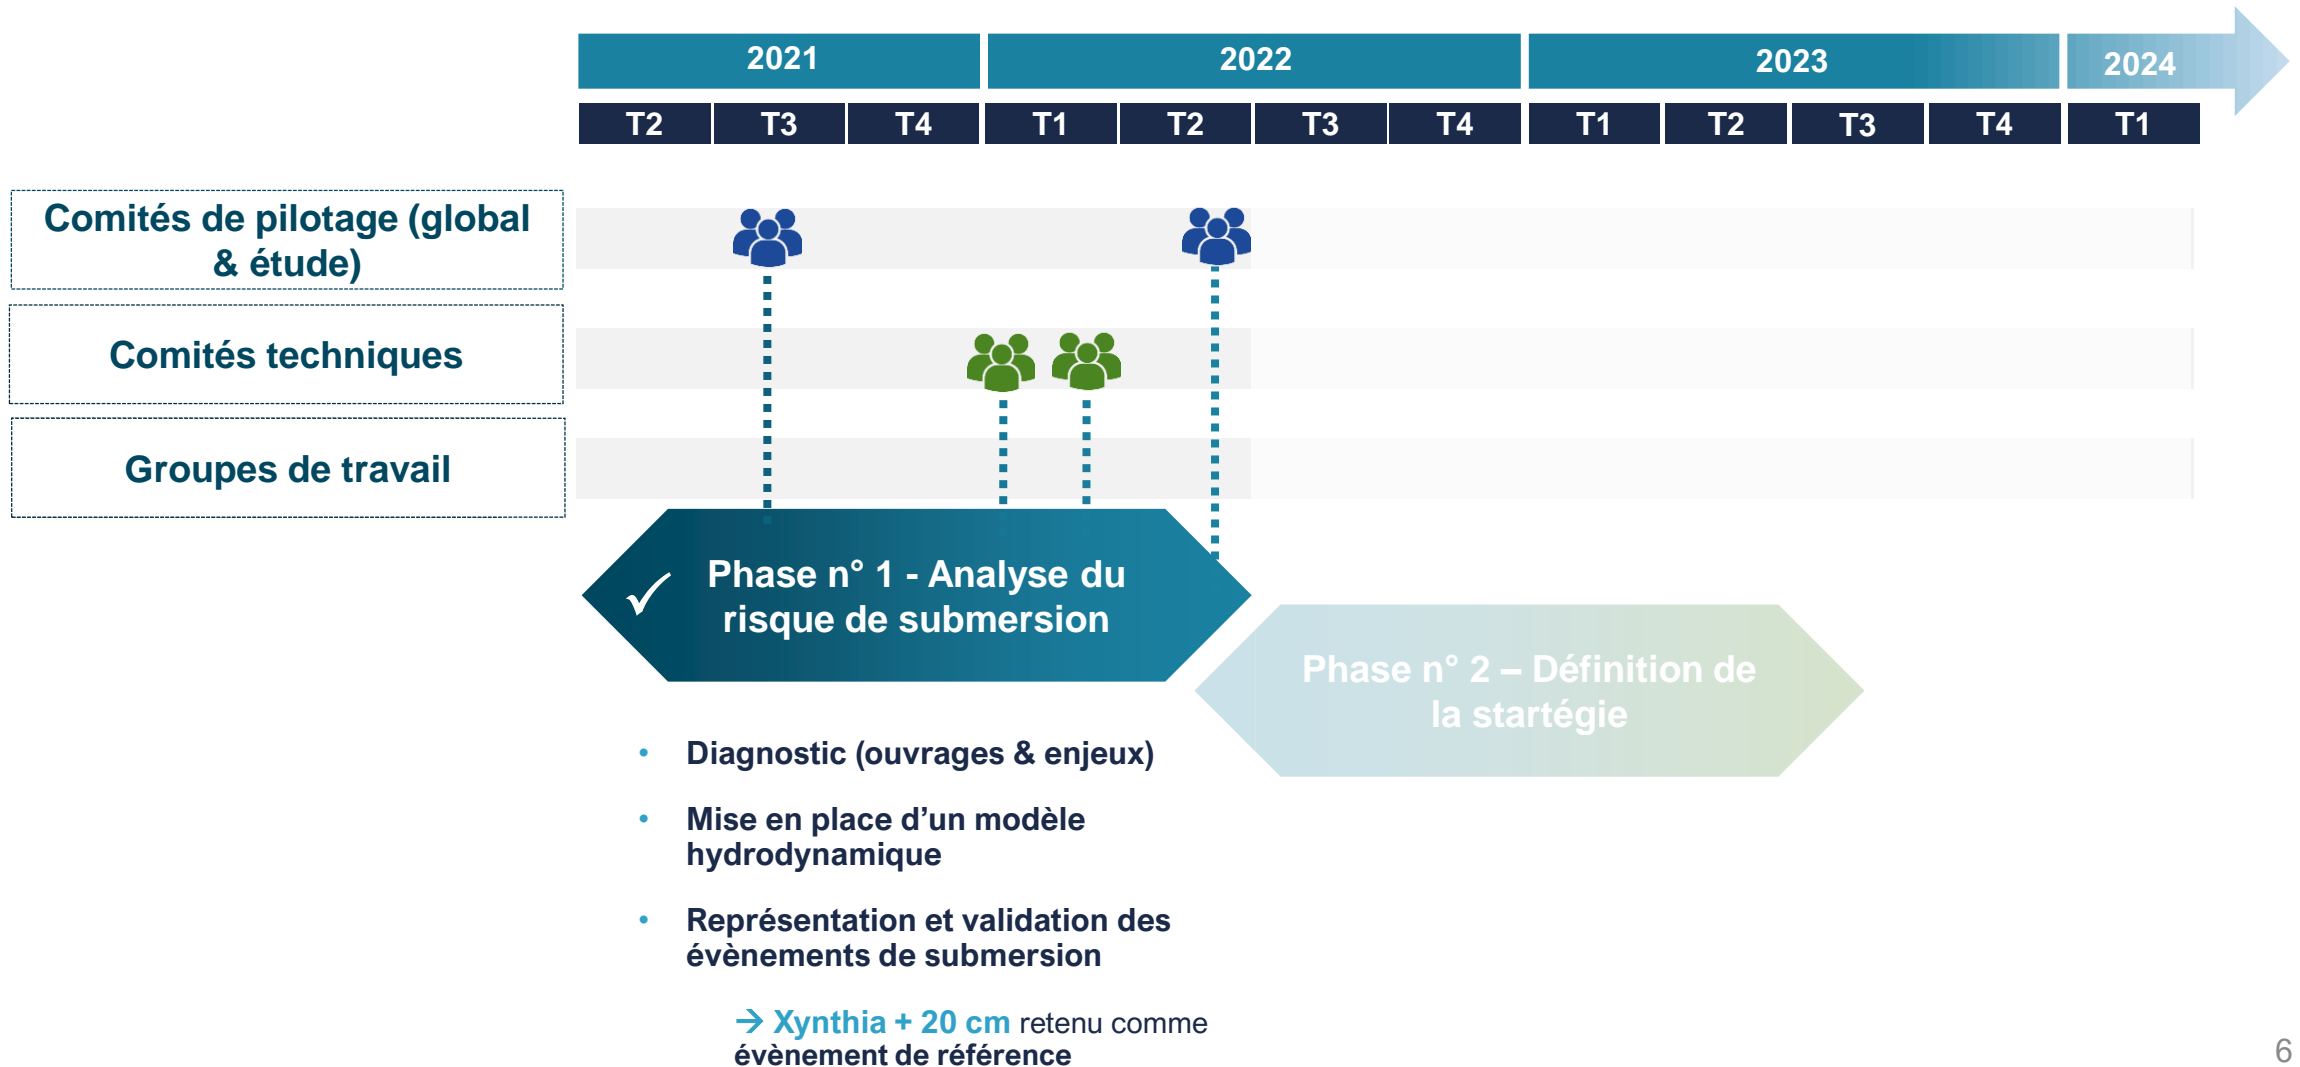 2021 2022 2023 2024
T2 T3 T4 T1 T2 T3 T4 T1 T2 T3 T4 T1
Comités de pilotage (global
& étude)
Comités techniques
Groupes de travail
Phase n° 1 - Analyse du
risque de submersion
Phase n° 2 – Définition de
la startégie
• Diagnostic (ouvrages & enjeux)
• Mise en place d’un modèle
hydrodynamique
• Représentation et validation des
évènements de submersion
→ Xynthia + 20 cm retenu comme
évènement de référence
6